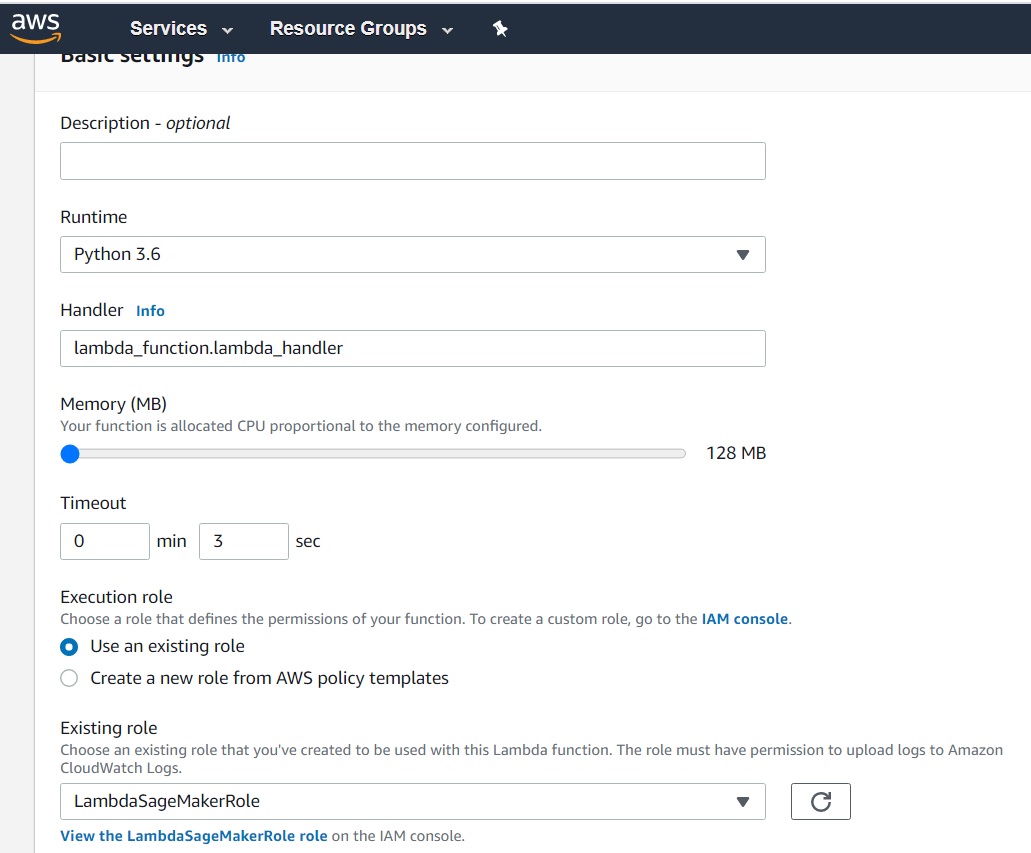 aws Services Resource Groups
Basic settings Info
Description - optional
Runtime
Python 3.6
Handler Info
lambda_function.lambda_handler
Memory (MB)
Your function is allocated CPU proportional to the memory configured.
128 MB
Timeout
0 min 3 sec
Execution role
Choose a role that defines the permissions of your function. To create a custom role, go to the IAM console.
Use an existing role
Create a new role from AWS policy templates
Existing role
Choose an existing role that you've created to be used with this Lambda function. The role must have permission to upload logs to Amazon
CloudWatch Logs.
LambdaSageMakerRole
View the LambdaSageMakerRole role on the IAM console.